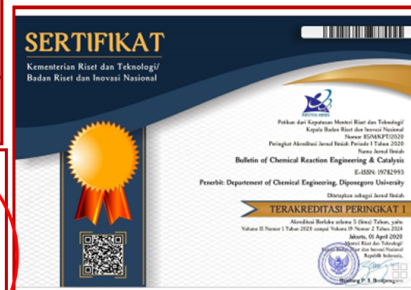 SERTIFIKAT
Kementerian Riset dan Teknologi/
Badan Riset dan Inovasi Nasional
Petikan dari Keputusan Menteri Riset dan Teknologi/
Kepala Badan Riset dan Inovasi Nasional
Nomor 85/M/KPT/2020
Peringkat Akreditasi Jurnal Ilmiah Periode 1 Tahun 2020
Nama Jurnal Ilmiah
Bulletin of Chemical Reaction Engineering & Catalysis
E-ISSN: 19782993
Penerbit: Departement of Chemical Engineering, Diponegoro University
Ditetapkan sebagai Jurnal Ilmiah
TERAKREDITASI PERINGKAT 1
Akreditasi Berlaku selama 5 (lima) Tahun, yaitu
Volume 15 Nomor 1 Tahun 2020 sampai Volume 19 Nomor 2 Tahun 2024
Jakarta, 01 April 2020
Menteri Riset dan Teknologi/
Badan Riset dan Inovasi Nasional
Republik Indonesia,
Bambang P. S. Brodjonegoro